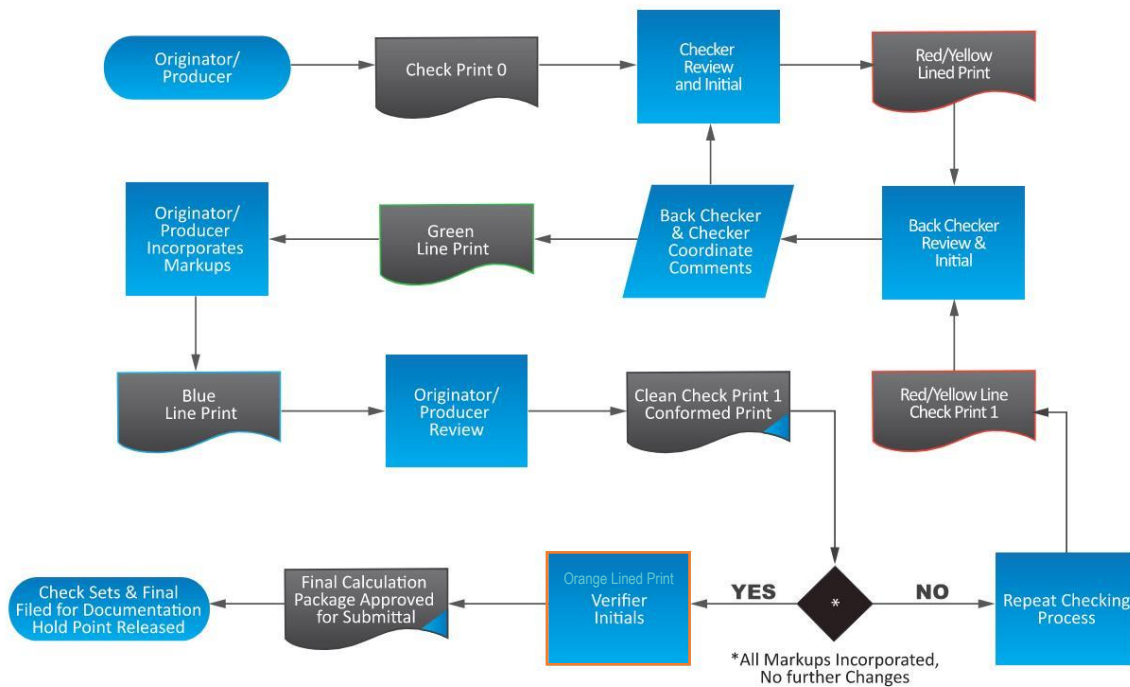 Originator/
Producer
Check Print 0
Checker
Review
and Initial
Red/Yellow
Lined Print
Originator/
Producer
Incorporates
Markups
Green
Line Print
Back Checker
& Checker
Coordinate
Comments
Back Checker
Review &
Initial
Blue
Line Print
Originator/
Producer
Review
Clean Check Print 1
Conformed Print
Red/Yellow Line
Check Print 1
Check Sets & Final
Filed for Documentation
Hold Point Released
Final Calculation
Package Approved
for Submittal
Orange Lined Print
Verifier
Initials
YES
*
NO
Repeat Checking
Process
*All Markups Incorporated,
No further Changes